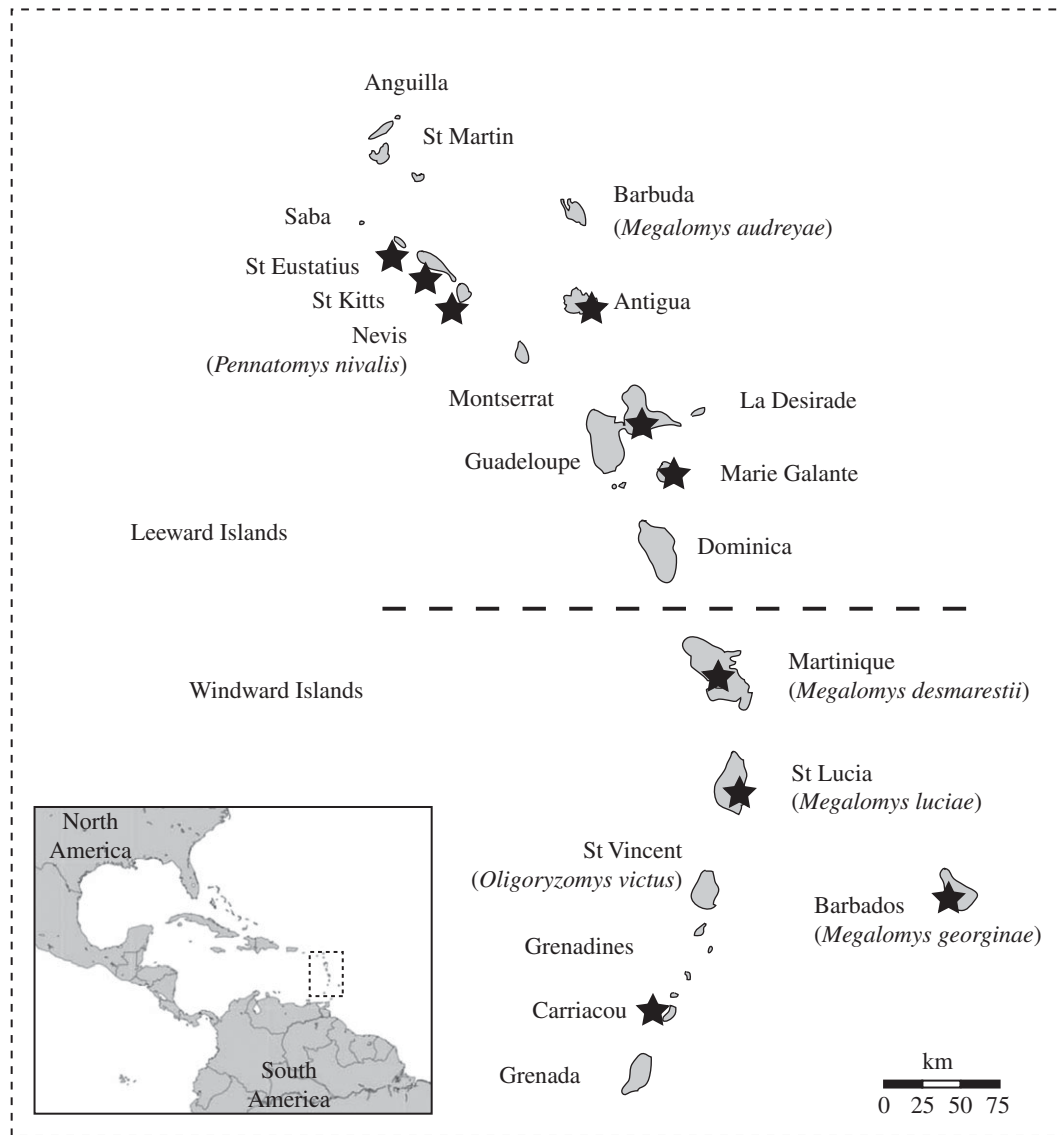 Anguilla
St Martin
Barbuda
(Megalomys audreyae)
Saba
St Eustatius
St Kitts
Antigua
Nevis
(Pennatomys nivalis)
Montserrat
La Desirade
Guadeloupe
Marie Galante
Leeward Islands
Dominica
Martinique
(Megalomys desmarestii)
Windward Islands
St Lucia
(Megalomys luciae)
St Vincent
(Oligoryzomys victus)
Barbados
(Megalomys georginae)
Grenadines
Carriacou
Grenada
North
America
South
America
km
0 25 50 75